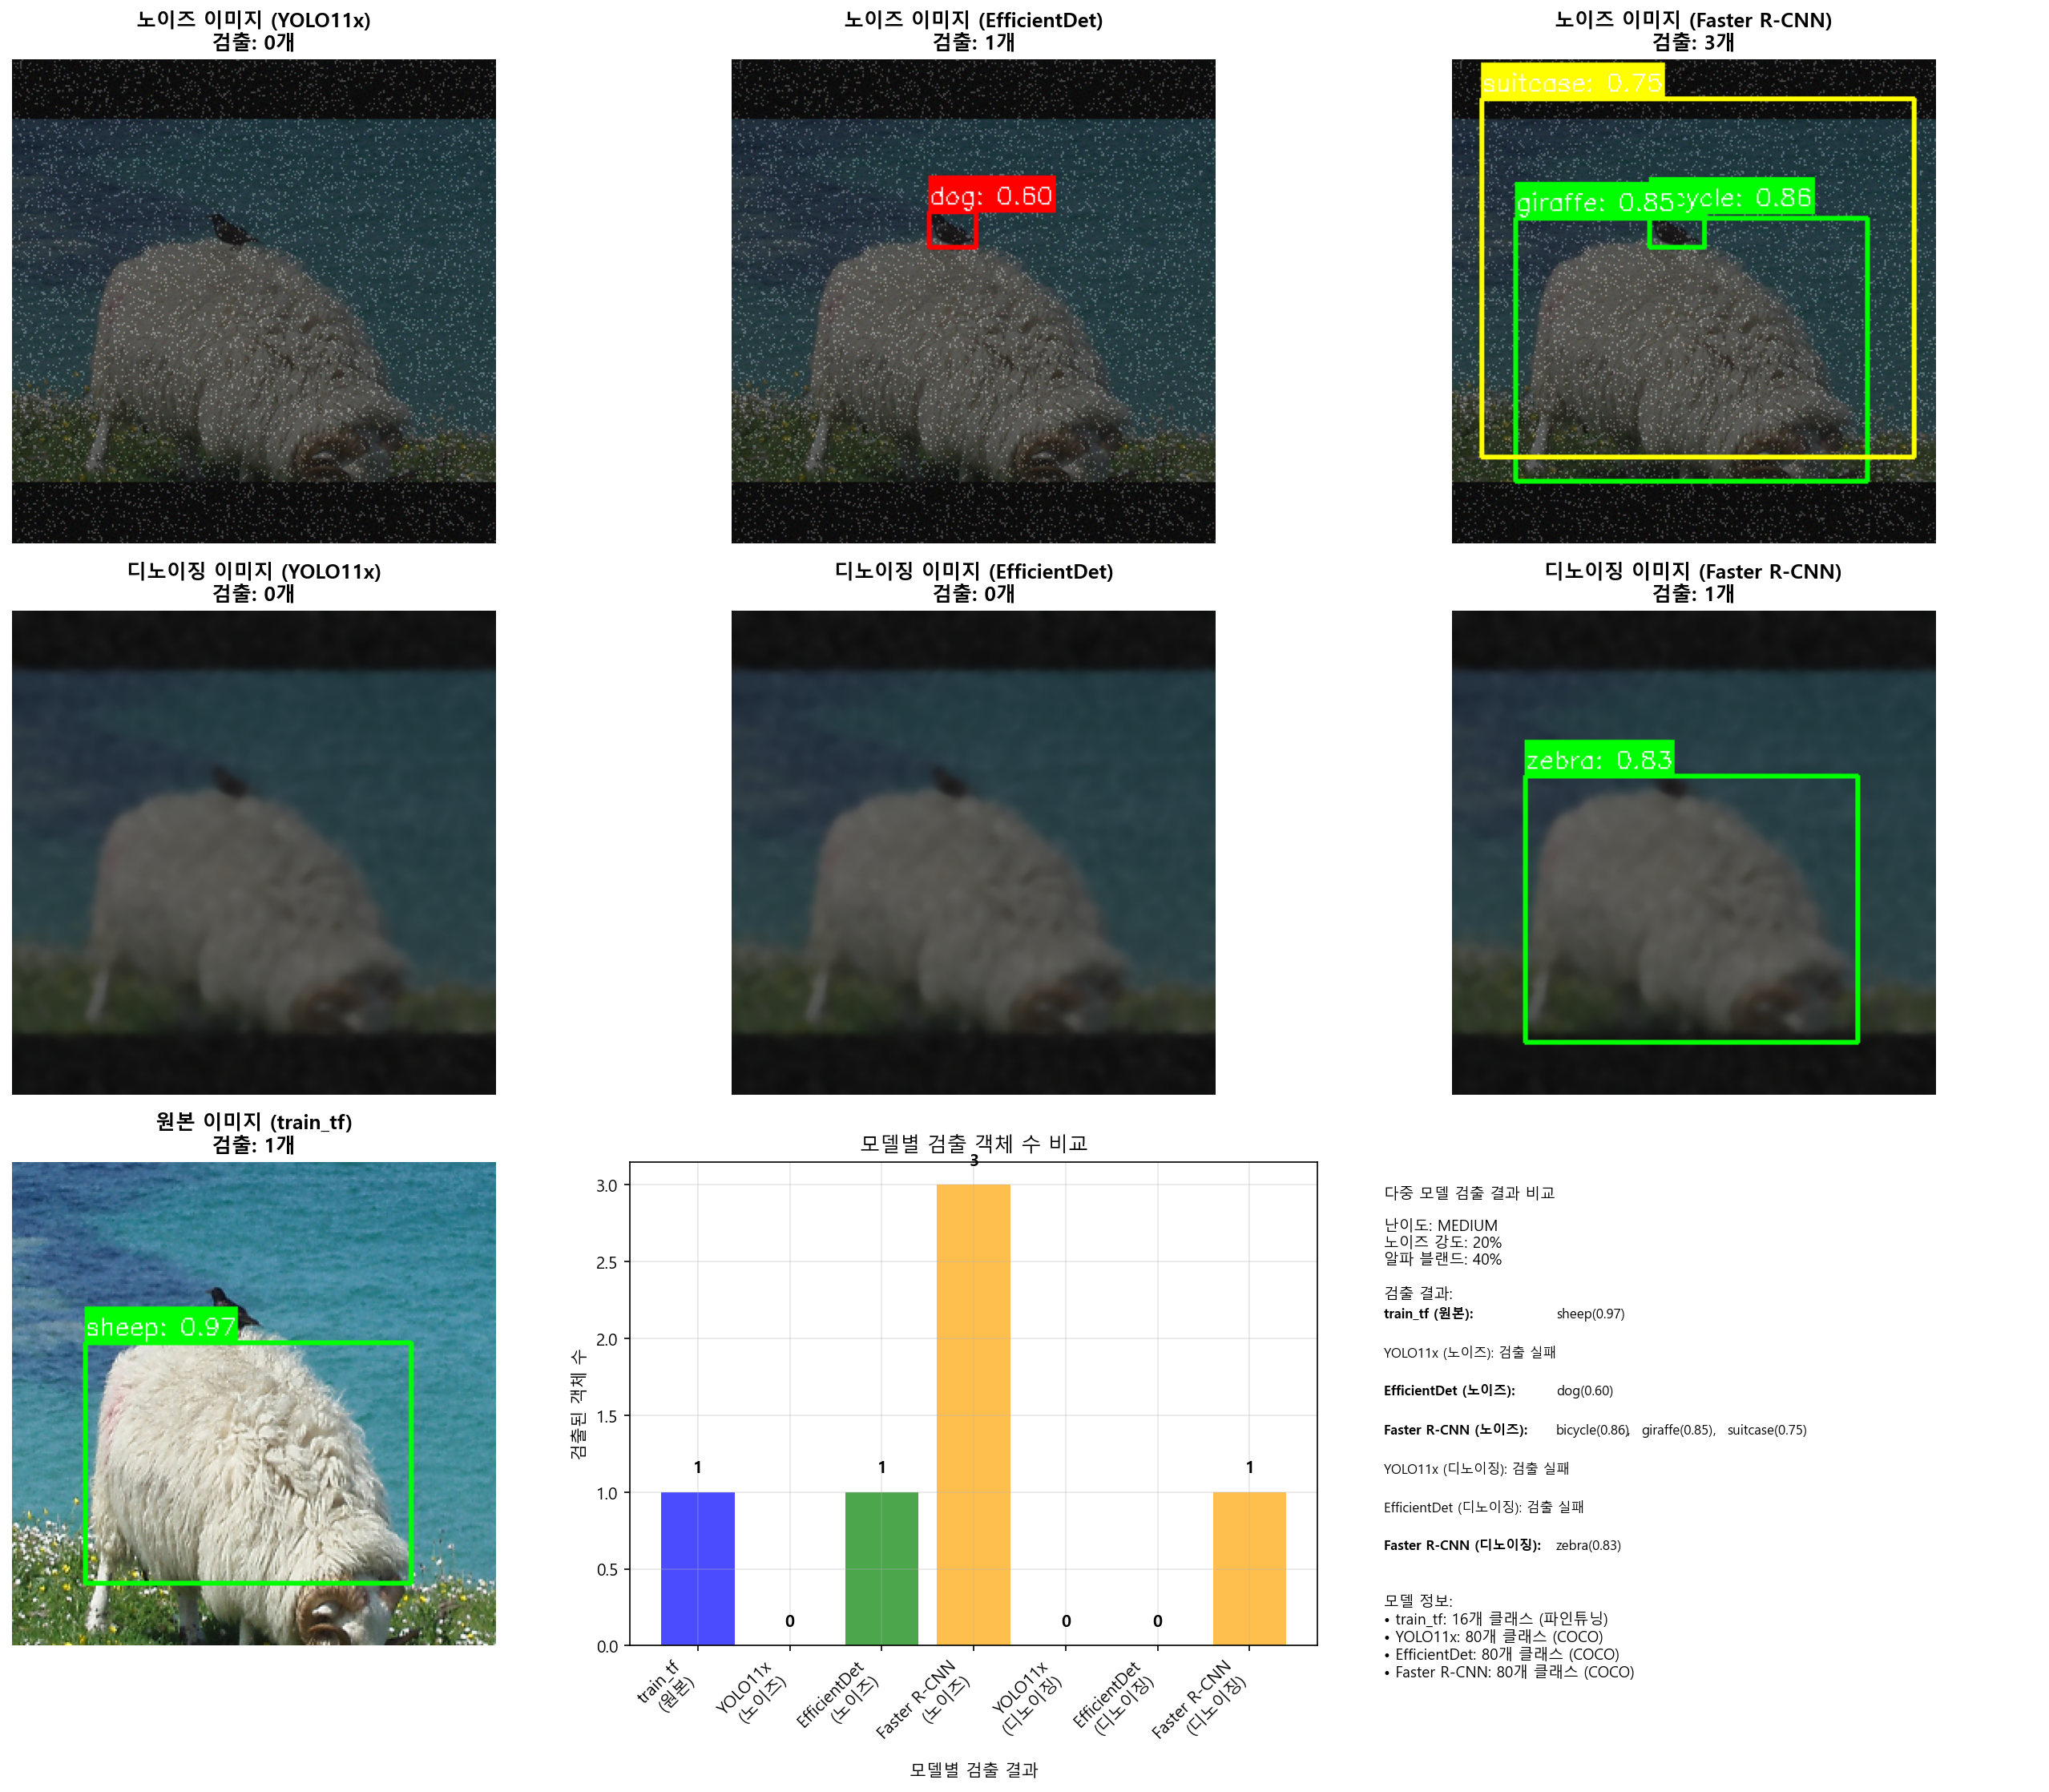 노이즈 이미지 (YOLO11x)
검출: 0개
노이즈 이미지 (EfficientDet)
검출: 1개
dog: 0.60
노이즈 이미지 (Faster R-CNN)
검출: 3개
suitcase: 0.75
giraffe: 0.85
cycle: 0.86
디노이징 이미지 (YOLO11x)
검출: 0개
디노이징 이미지 (EfficientDet)
검출: 0개
디노이징 이미지 (Faster R-CNN)
검출: 1개
zebra: 0.83
원본 이미지 (train_tf)
검출: 1개
sheep: 0.97
모델별 검출 객체 수 비교
3
3.0
2.5
2.0
1.5
1.0
0.5
0.0
검출된 객체 수
1
0
1
0
0
1
train_tf
(원본)
YOLO11x
(노이즈)
EfficientDet
(노이즈)
Faster R-CNN
(노이즈)
YOLO11x
(디노이징)
EfficientDet
(디노이징)
Faster R-CNN
(디노이징)
모델별 검출 결과
다중 모델 검출 결과 비교
난이도: MEDIUM
노이즈 강도: 20%
알파 블랜드: 40%
검출 결과:
train_tf (원본): sheep(0.97)
YOLO11x (노이즈): 검출 실패
EfficientDet (노이즈): dog(0.60)
Faster R-CNN (노이즈): bicycle(0.86), giraffe(0.85), suitcase(0.75)
YOLO11x (디노이징): 검출 실패
EfficientDet (디노이징): 검출 실패
Faster R-CNN (디노이징): zebra(0.83)
모델 정보:
• train_tf: 16개 클래스 (파인튜닝)
• YOLO11x: 80개 클래스 (COCO)
• EfficientDet: 80개 클래스 (COCO)
• Faster R-CNN: 80개 클래스 (COCO)